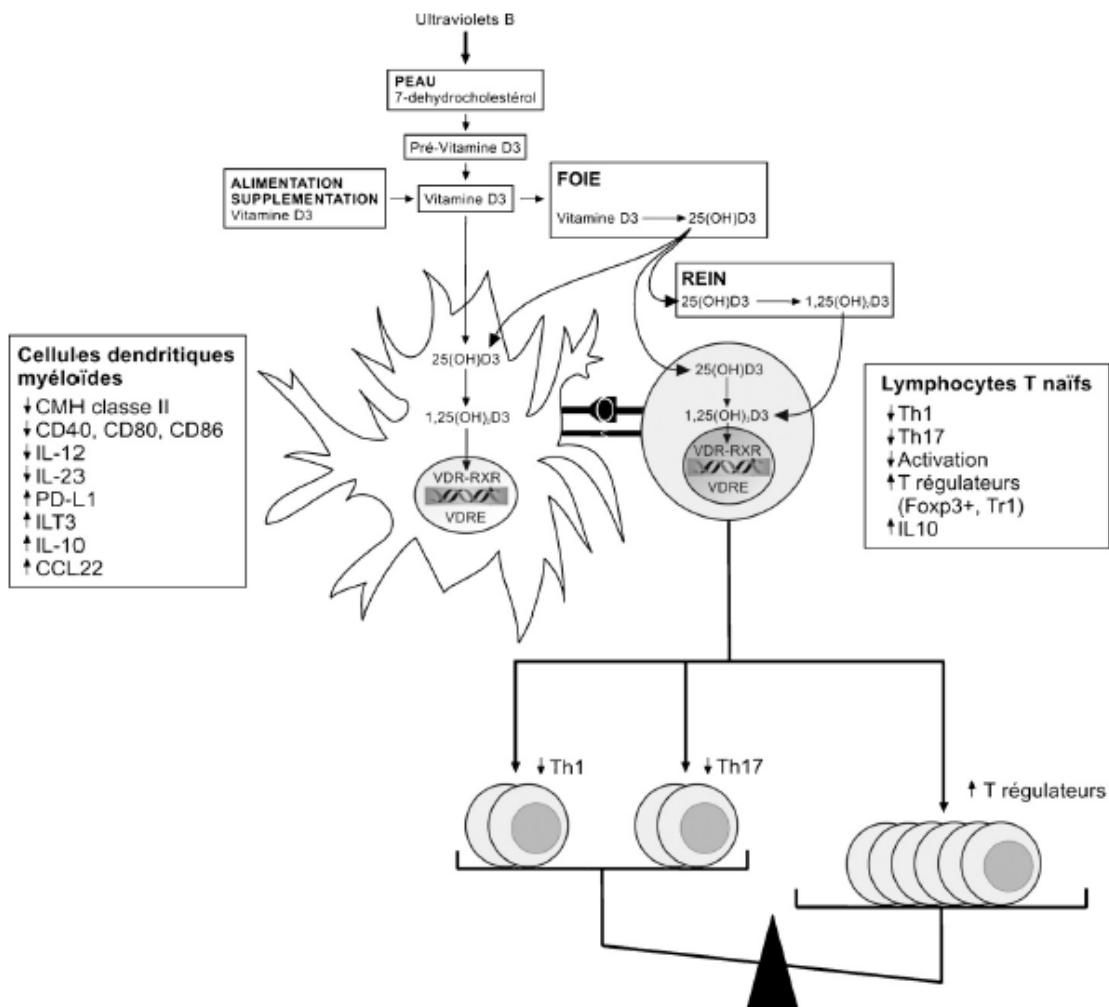 Ultraviolets B
PEAU
7-dehydrocholestérol
Pré-Vitamine D3
ALIMENTATION
SUPPLEMENTATION
Vitamine D3
Vitamine D3
FOIE
Vitamine D3 → 25(OH)D3
REIN
25(OH)D3 → 1,25(OH)₂D3
Cellules dendritiques
myéloïdes
↓ CMH classe II
↓ CD40, CD80, CD86
↓ IL-12
↓ IL-23
↑ PD-L1
↑ ILT3
↑ IL-10
↑ CCL22
25(OH)D3
1,25(OH)₂D3
VDR-RXR
VDRE
25(OH)D3
1,25(OH)₂D3
VDR-RXR
VDRE
Lymphocytes T naïfs
↓ Th1
↓ Th17
↓ Activation
↑ T régulateurs
(Foxp3+, Tr1)
↑ IL10
↓ Th1
↓ Th17
↑ T régulateurs